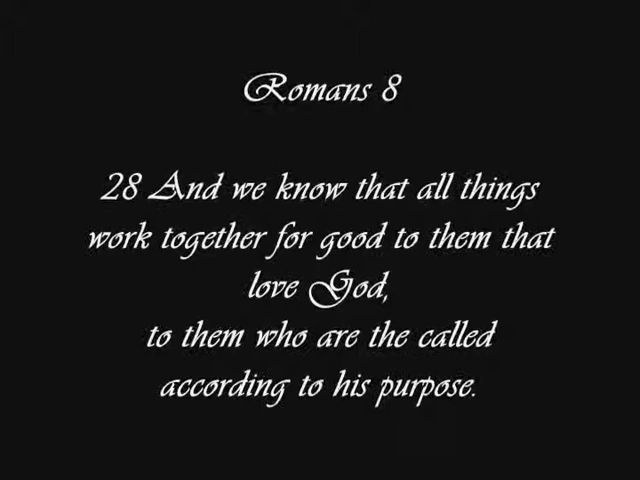 Romans 8
28 And we know that all things
work together for good to them that
love God,
to them who are the called
according to his purpose.